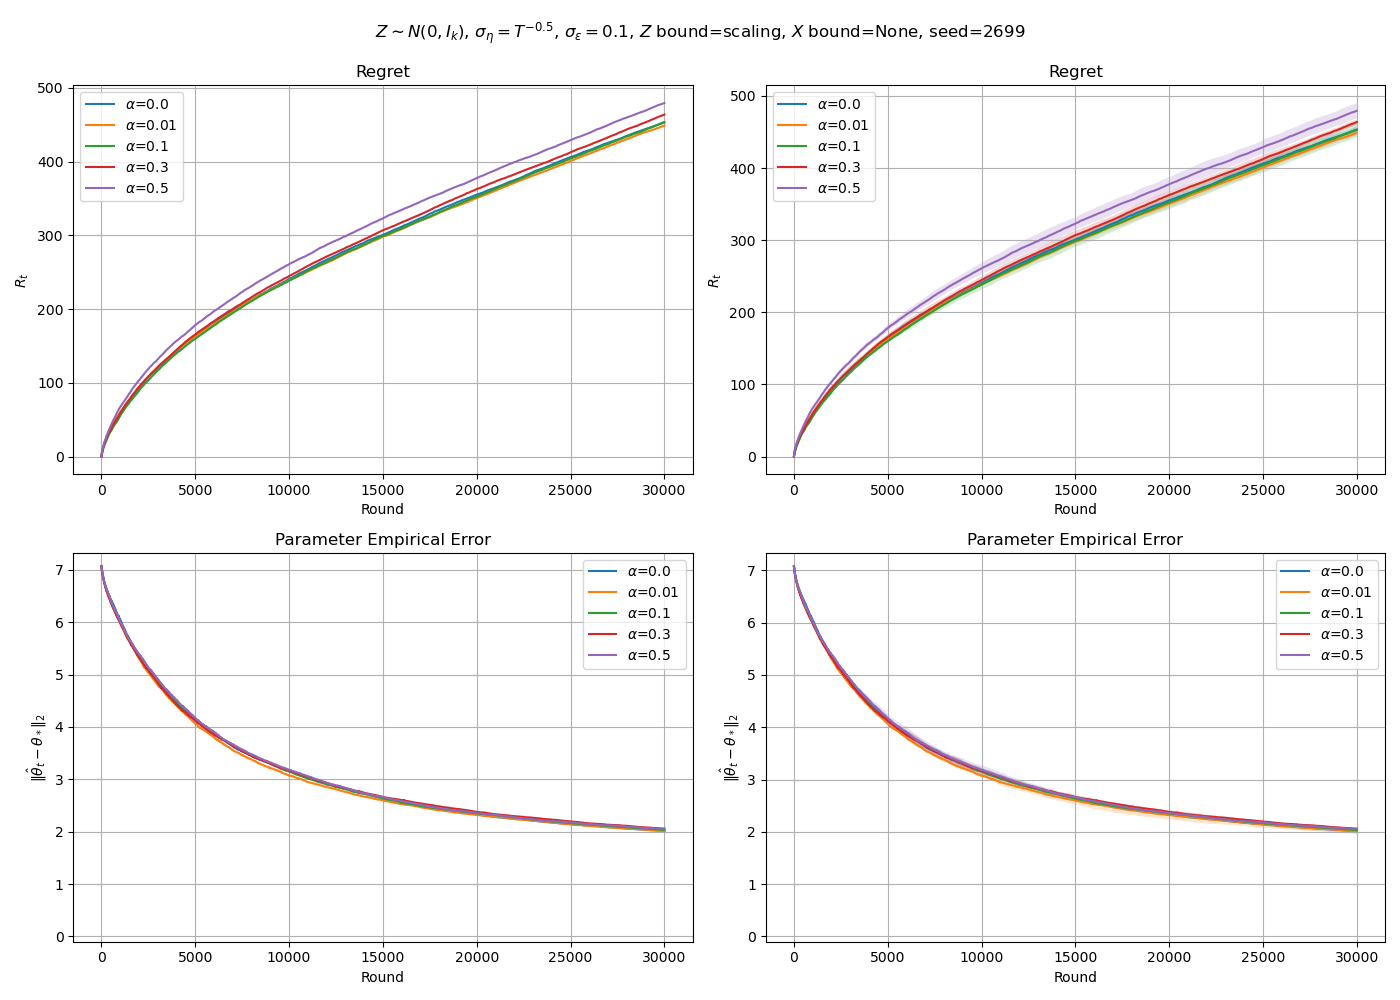 Z ~ N(0, I_k), σ_η = T^{-0.5}, σ_ε = 0.1, Z bound=scaling, X bound=None, seed=2699
Regret
500
400
300
200
100
0
R_t
α=0.0
α=0.01
α=0.1
α=0.3
α=0.5
0 5000 10000 15000 20000 25000 30000
Round
Regret
500
400
300
200
100
0
R_t
α=0.0
α=0.01
α=0.1
α=0.3
α=0.5
0 5000 10000 15000 20000 25000 30000
Round
Parameter Empirical Error
7
6
5
4
3
2
1
0
‖θ̂_t − θ_*‖_2
α=0.0
α=0.01
α=0.1
α=0.3
α=0.5
0 5000 10000 15000 20000 25000 30000
Round
Parameter Empirical Error
7
6
5
4
3
2
1
0
‖θ̂_t − θ_*‖_2
α=0.0
α=0.01
α=0.1
α=0.3
α=0.5
0 5000 10000 15000 20000 25000 30000
Round